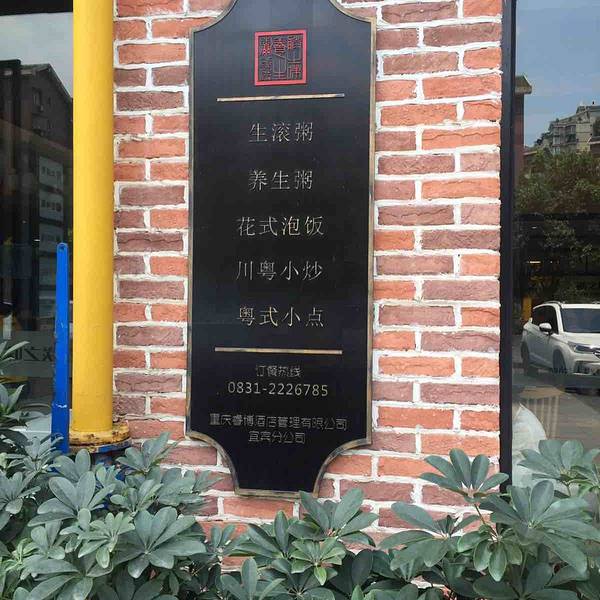 生滚粥
养生粥
花式泡饭
川粤小炒
粤式小点
订餐热线
0831-2226785
重庆睿博酒店管理有限公司
宜宾分公司